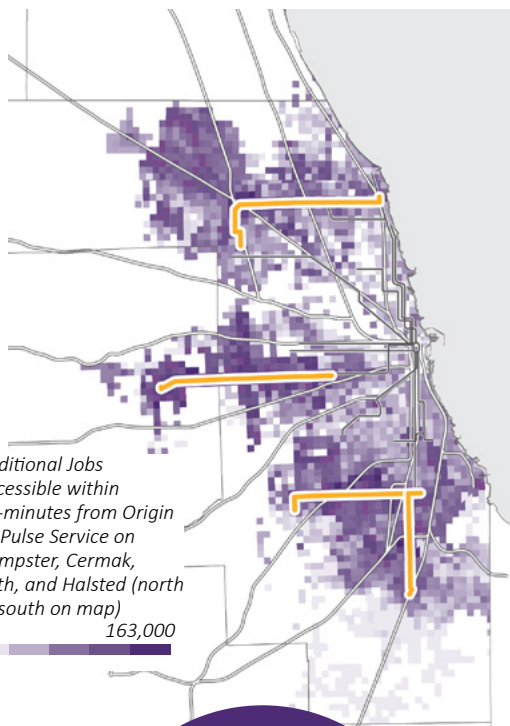 ditional Jobs
cessible within
-minutes from Origin
Pulse Service on
mpster, Cermak,
th, and Halsted (north
south on map)
163,000